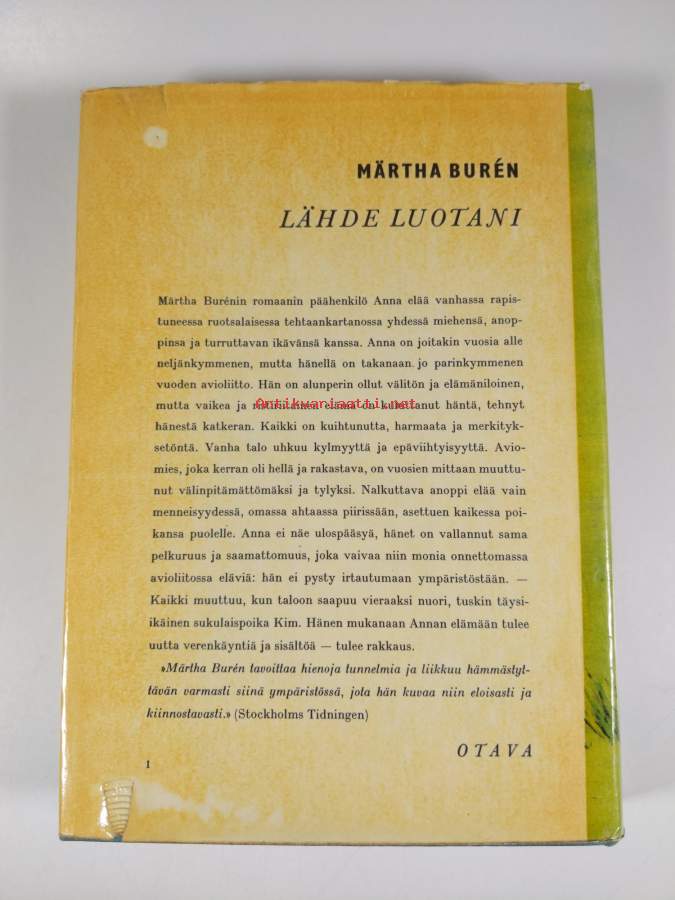 MÄRTHA BURÉN
LÄHDE LUOTANI
Märtha Burénin romaanin päähenkilö Anna elää vanhassa rapis-
tuneessa ruotsalaisessa tehtaankartanossa yhdessä miehensä, anop-
pinsa ja turruttavan ikävänsä kanssa. Anna on joitakin vuosia alle
neljänkymmenen, mutta hänellä on takanaan jo parinkymmenen
vuoden avioliitto. Hän on alunperin ollut välitön ja elämäniloinen,
Antikvariaatti.net
mutta vaikea ja ristiriitainen elämä on kuluttanut häntä, tehnyt
hänestä katkeran. Kaikki on kuihtunutta, harmaata ja merkityk-
setöntä. Vanha talo uhkuu kylmyyttä ja epäviihtyisyyttä. Avio-
mies, joka kerran oli hellä ja rakastava, on vuosien mittaan muuttu-
nut välinpitämättömäksi ja tylyksi. Nalkuttava anoppi elää vain
menneisyydessä, omassa ahtaassa piirissään, asettuen kaikessa poi-
kansa puolelle. Anna ei näe ulospääsyä, hänet on vallannut sama
pelkuruus ja saamattomuus, joka vaivaa niin monia onnettomassa
avioliitossa eläviä: hän ei pysty irtautumaan ympäristöstään. —
Kaikki muuttuu, kun taloon saapuu vieraaksi nuori, tuskin täysi-
ikäinen sukulaispoika Kim. Hänen mukanaan Annan elämään tulee
uutta verenkäyntiä ja sisältöä — tulee rakkaus.
»Märtha Burén tavoittaa hienoja tunnelmia ja liikkuu hämmästyt-
tävän varmasti siinä ympäristössä, jota hän kuvaa niin eloisasti ja
kiinnostavasti.» (Stockholms Tidningen)
OTAVA
1